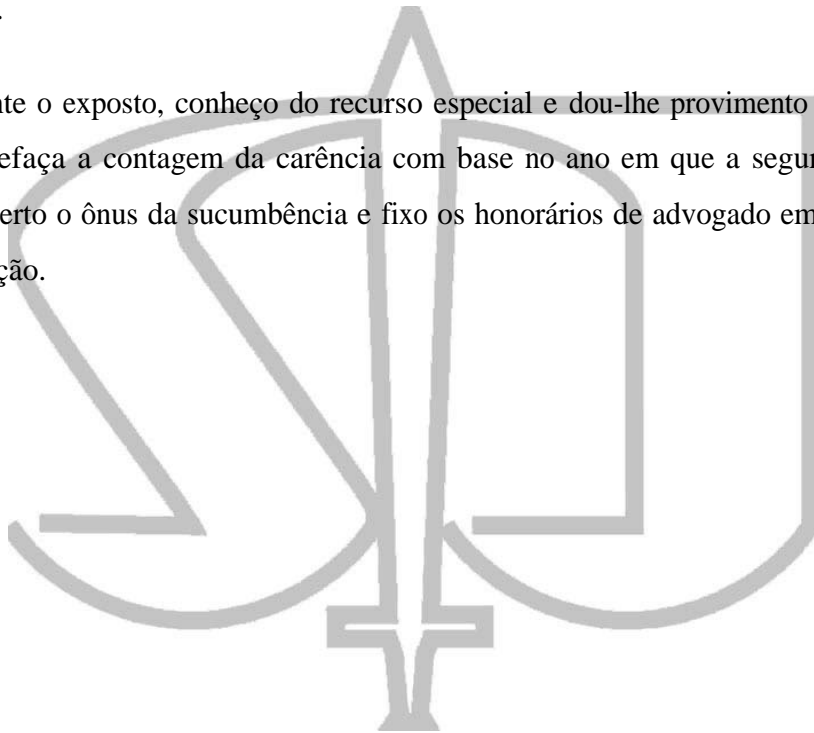 .
nte o exposto, conheço do recurso especial e dou-lhe provimento
efaça a contagem da carência com base no ano em que a segur
erto o ônus da sucumbência e fixo os honorários de advogado em
ção.